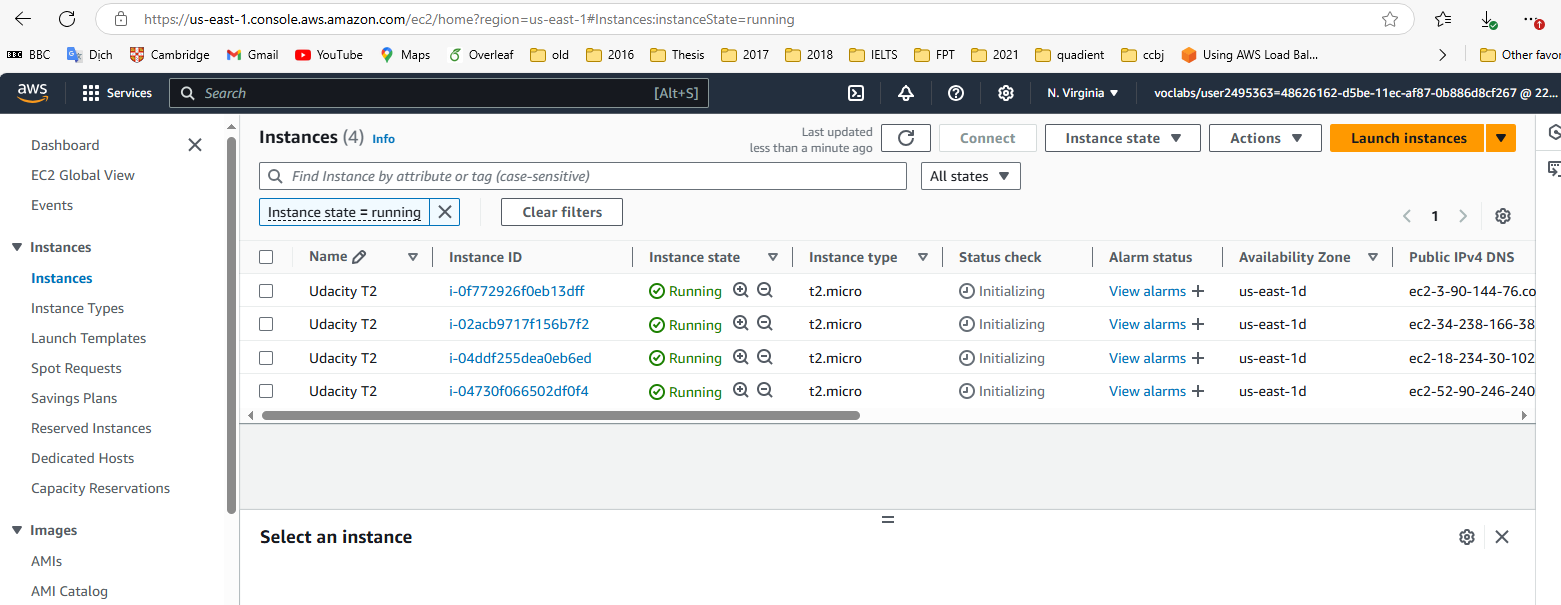 https://us-east-1.console.aws.amazon.com/ec2/home?region=us-east-1#Instances:instanceState=running
BBC BBC Dịch Cambridge Gmail YouTube Maps Overleaf old 2016 Thesis 2017 2018 IELTS FPT 2021 quadient ccbj Using AWS Load Bal... Other favor
aws Services Search [Alt+S] N. Virginia voclabs/user2495363=48626162-d5be-11ec-af87-0b886d8cf267 @ 22...
Dashboard
EC2 Global View
Events
Instances
Instances
Instance Types
Launch Templates
Spot Requests
Savings Plans
Reserved Instances
Dedicated Hosts
Capacity Reservations
Images
AMIs
AMI Catalog
Instances (4) Info
Last updated
less than a minute ago
Connect Instance state Actions Launch instances
Find Instance by attribute or tag (case-sensitive) All states
Instance state = running Clear filters
1
Name Instance ID Instance state Instance type Status check Alarm status Availability Zone Public IPv4 DNS
Udacity T2 i-0f772926f0eb13dff Running t2.micro Initializing View alarms us-east-1d ec2-3-90-144-76.co
Udacity T2 i-02acb9717f156b7f2 Running t2.micro Initializing View alarms us-east-1d ec2-34-238-166-38
Udacity T2 i-04ddf255dea0eb6ed Running t2.micro Initializing View alarms us-east-1d ec2-18-234-30-102
Udacity T2 i-04730f066502df0f4 Running t2.micro Initializing View alarms us-east-1d ec2-52-90-246-240
Select an instance